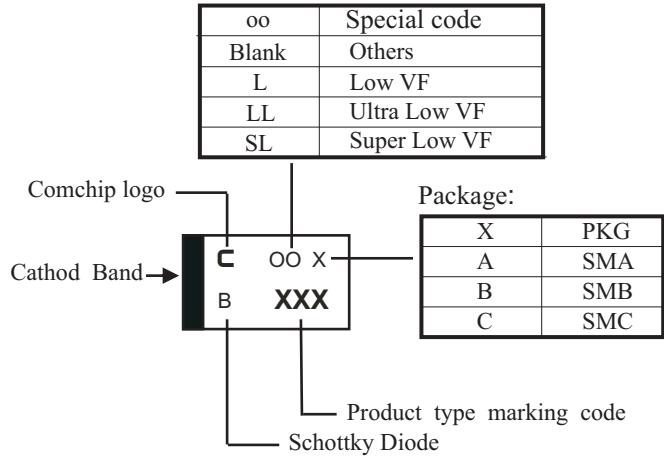 oo Special code
Blank Others
L Low VF
LL Ultra Low VF
SL Super Low VF
Comchip logo
Package:
X PKG
A SMA
B SMB
C SMC
Cathod Band
C OO X
B XXX
Product type marking code
Schottky Diode